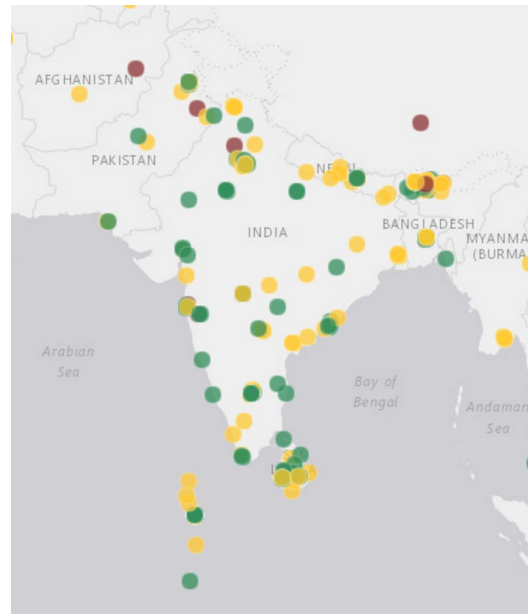 AFGHANISTAN
PAKISTAN
INDIA
BANGLADESH
MYANMA
(BURMA
Arabian
Sea
Bay of
Bengal
Andaman
Sea